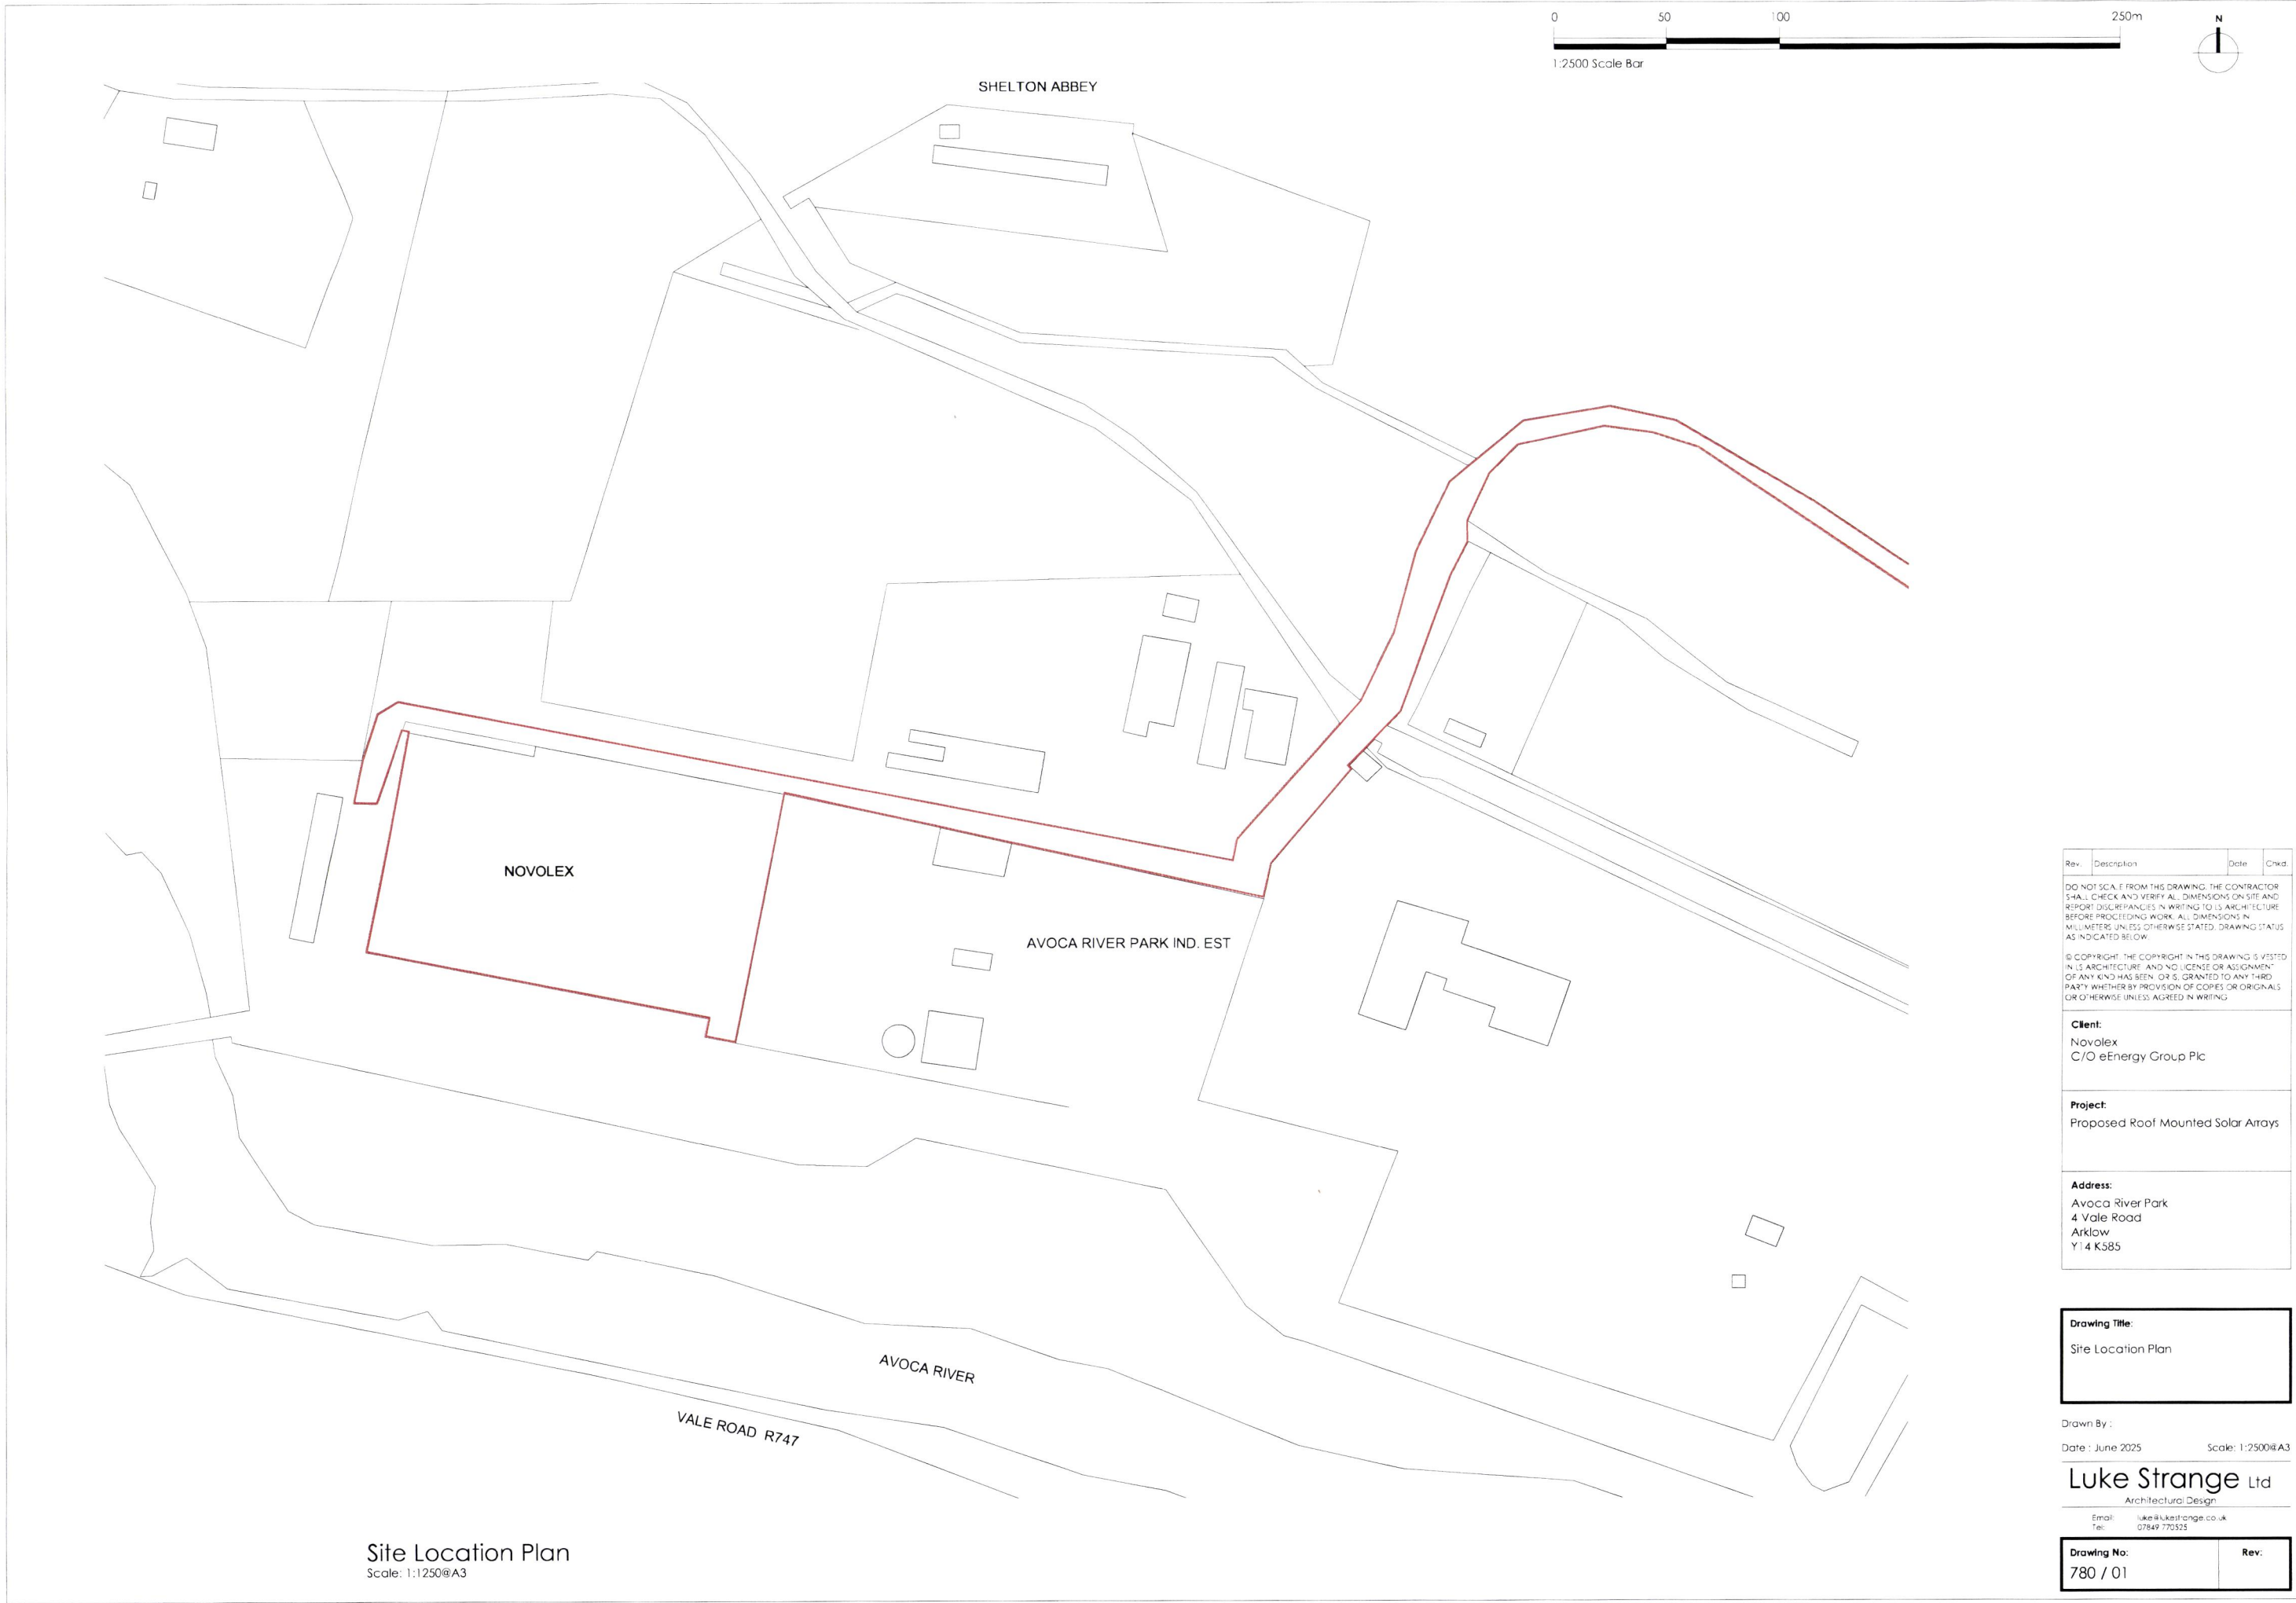 0 50 100 250m
N
1:2500 Scale Bar
SHELTON ABBEY
NOVOLEX
AVOCA RIVER PARK IND. EST
AVOCA RIVER
VALE ROAD R747
Site Location Plan
Scale: 1:1250@A3
Rev. Description Date Chkd.
DO NOT SCALE FROM THIS DRAWING. THE CONTRACTOR
SHALL CHECK AND VERIFY ALL DIMENSIONS ON SITE AND
REPORT DISCREPANCIES IN WRITING TO LS ARCHITECTURE
BEFORE PROCEEDING WORK. ALL DIMENSIONS IN
MILLIMETERS UNLESS OTHERWISE STATED. DRAWING STATUS
AS INDICATED BELOW.
© COPYRIGHT. THE COPYRIGHT IN THIS DRAWING IS VESTED
IN LS ARCHITECTURE AND NO LICENSE OR ASSIGNMENT
OF ANY KIND HAS BEEN, OR IS, GRANTED TO ANY THIRD
PARTY WHETHER BY PROVISION OF COPIES OR ORIGINALS
OR OTHERWISE UNLESS AGREED IN WRITING
Client:
Novolex
C/O eEnergy Group Plc
Project:
Proposed Roof Mounted Solar Arrays
Address:
Avoca River Park
4 Vale Road
Arklow
Y14 K585
Drawing Title:
Site Location Plan
Drawn By :
Date : June 2025 Scale: 1:2500@A3
Luke Strange Ltd
Architectural Design
Email: luke@lukestrange.co.uk
Tel: 07849 770525
Drawing No: Rev:
780 / 01